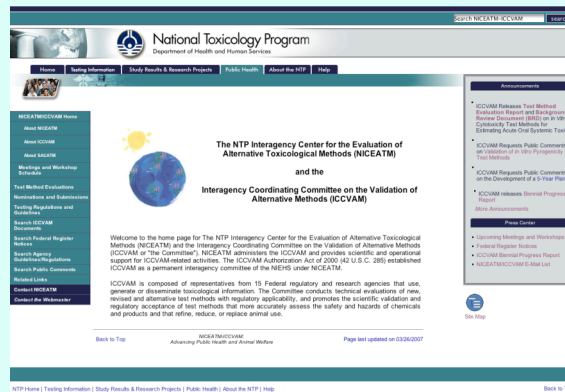 Search NICEATM-ICCVAM
National Toxicology Program
Department of Health and Human Services
Home
Testing Information
Study Results & Research Projects
Public Health
About the NTP
Help
NICEATM/ICCVAM Home
About NICEATM
About ICCVAM
About SACATM
Meetings and Workshop
Schedule
Test Method Evaluations
Nominations and Submissions
Testing Regulations and
Guidelines
Search ICCVAM
Documents
Search Federal Register
Notices
Search Agency
Guidelines/Regulations
Search Public Comments
Related Links
Contact NICEATM
Contact the Webmaster
The NTP Interagency Center for the Evaluation of
Alternative Toxicological Methods (NICEATM)
and the
Interagency Coordinating Committee on the Validation of
Alternative Methods (ICCVAM)
Welcome to the home page for The NTP Interagency Center for the Evaluation of Alternative Toxicological
Methods (NICEATM) and the Interagency Coordinating Committee on the Validation of Alternative Methods
(ICCVAM or "the Committee"). NICEATM administers the ICCVAM and provides scientific and operational
support for ICCVAM-related activities. The ICCVAM Authorization Act of 2000 (42 U.S.C. 285) established
ICCVAM as a permanent interagency committee of the NIEHS under NICEATM.
ICCVAM is composed of representatives from 15 Federal regulatory and research agencies that use,
generate or disseminate toxicological information. The Committee conducts technical evaluations of new,
revised and alternative test methods with regulatory applicability, and promotes the scientific validation and
regulatory acceptance of test methods that more accurately assess the safety and hazards of chemicals
and products and that refine, reduce, or replace animal use.
Back to Top
NICEATM/ICCVAM:
Advancing Public Health and Animal Welfare
Page last updated on 03/26/2007
Announcements
ICCVAM Releases Test Method
Evaluation Report and Backgroun
Review Document (BRD) on In Vitr
Cytotoxicity Test Methods for
Estimating Acute Oral Systemic Toxi
ICCVAM Requests Public Comments
on Validation of In Vitro Pyrogenicity
Test Methods
ICCVAM Requests Public Comments
on the Development of a 5-Year Plan
ICCVAM releases Biennial Progress
Report
More Announcements
Press Center
Upcoming Meetings and Workshops
Federal Register Notices
ICCVAM Biennial Progress Report
NICEATM/ICCVAM E-Mail List
Site Map
NTP Home | Testing Information | Study Results & Research Projects | Public Health | About the NTP | Help
Back to